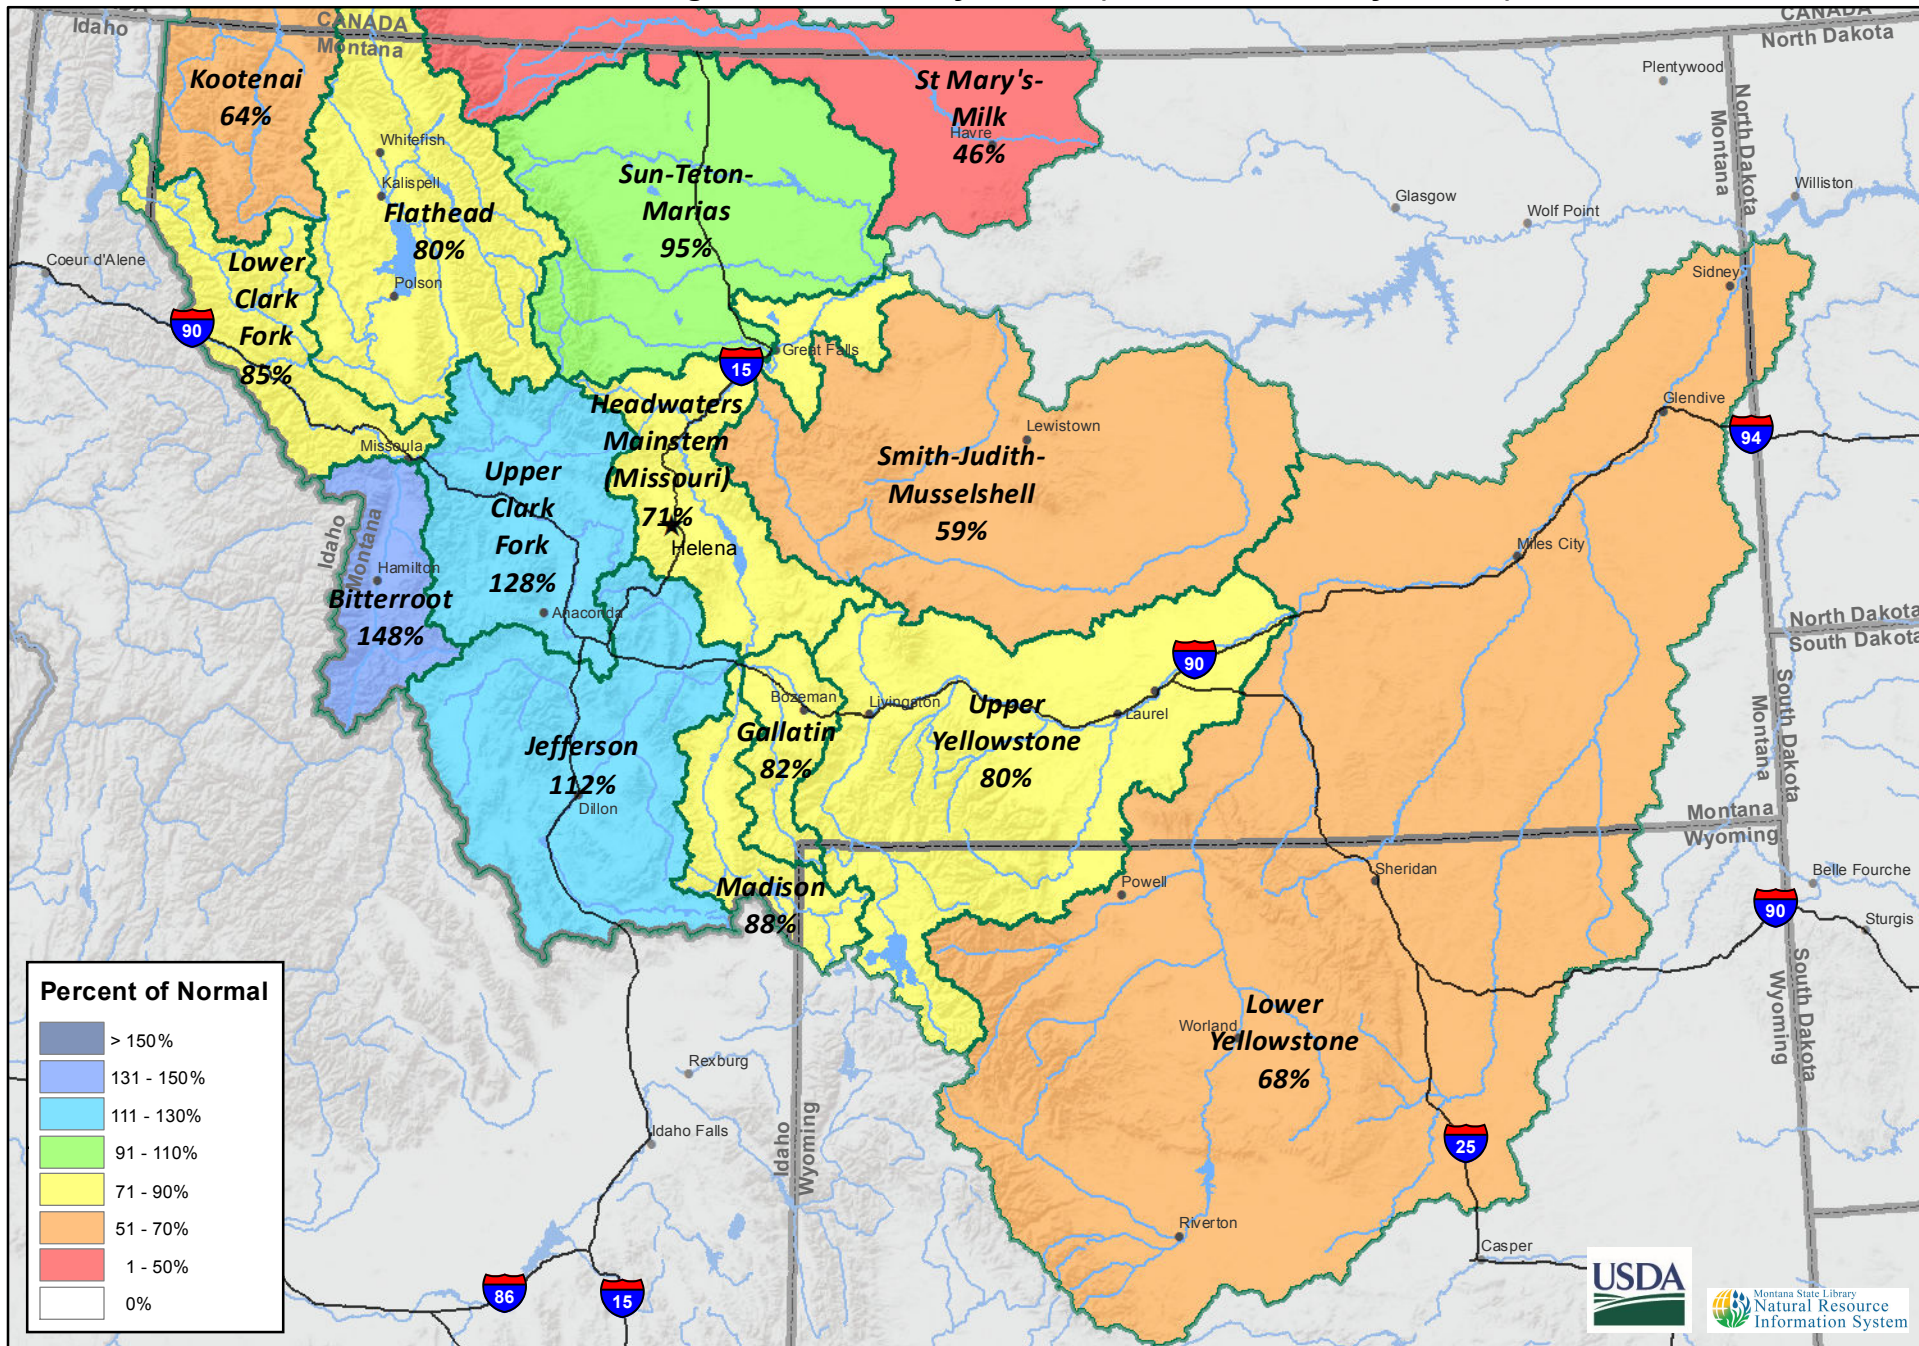 CANADA
Idaho
CANADA
Montana
CANADA
North Dakota
Kootenai
64%
St Mary's-
Milk
Havre
46%
Plentywood
North Dakota
Montana
Whitefish
Kalispell
Flathead
80%
Polson
Sun-Teton-
Marias
95%
Glasgow
Wolf Point
Williston
Coeur d'Alene
Lower
Clark
Fork
85%
90
Sidney
15
Great Falls
Glendive
94
Headwaters
Mainstem
(Missouri)
71%
Helena
Lewistown
Missoula
Upper
Clark
Fork
128%
Anaconda
Smith-Judith-
Musselshell
59%
Idaho
Montana
Hamilton
Bitterroot
148%
Miles City
North Dakota
South Dakota
90
Bozeman
Livingston
Laurel
Gallatin
82%
Upper
Yellowstone
80%
South Dakota
Montana
Jefferson
112%
Dillon
Montana
Wyoming
Madison
88%
Powell
Sheridan
Belle Fourche
90
Sturgis
South Dakota
Wyoming
Percent of Normal
> 150%
131 - 150%
111 - 130%
91 - 110%
71 - 90%
51 - 70%
1 - 50%
0%
Worland
Lower
Yellowstone
68%
Rexburg
Idaho Falls
Idaho
Wyoming
25
Riverton
Casper
86
15
USDA
Montana State Library
Natural Resource
Information System